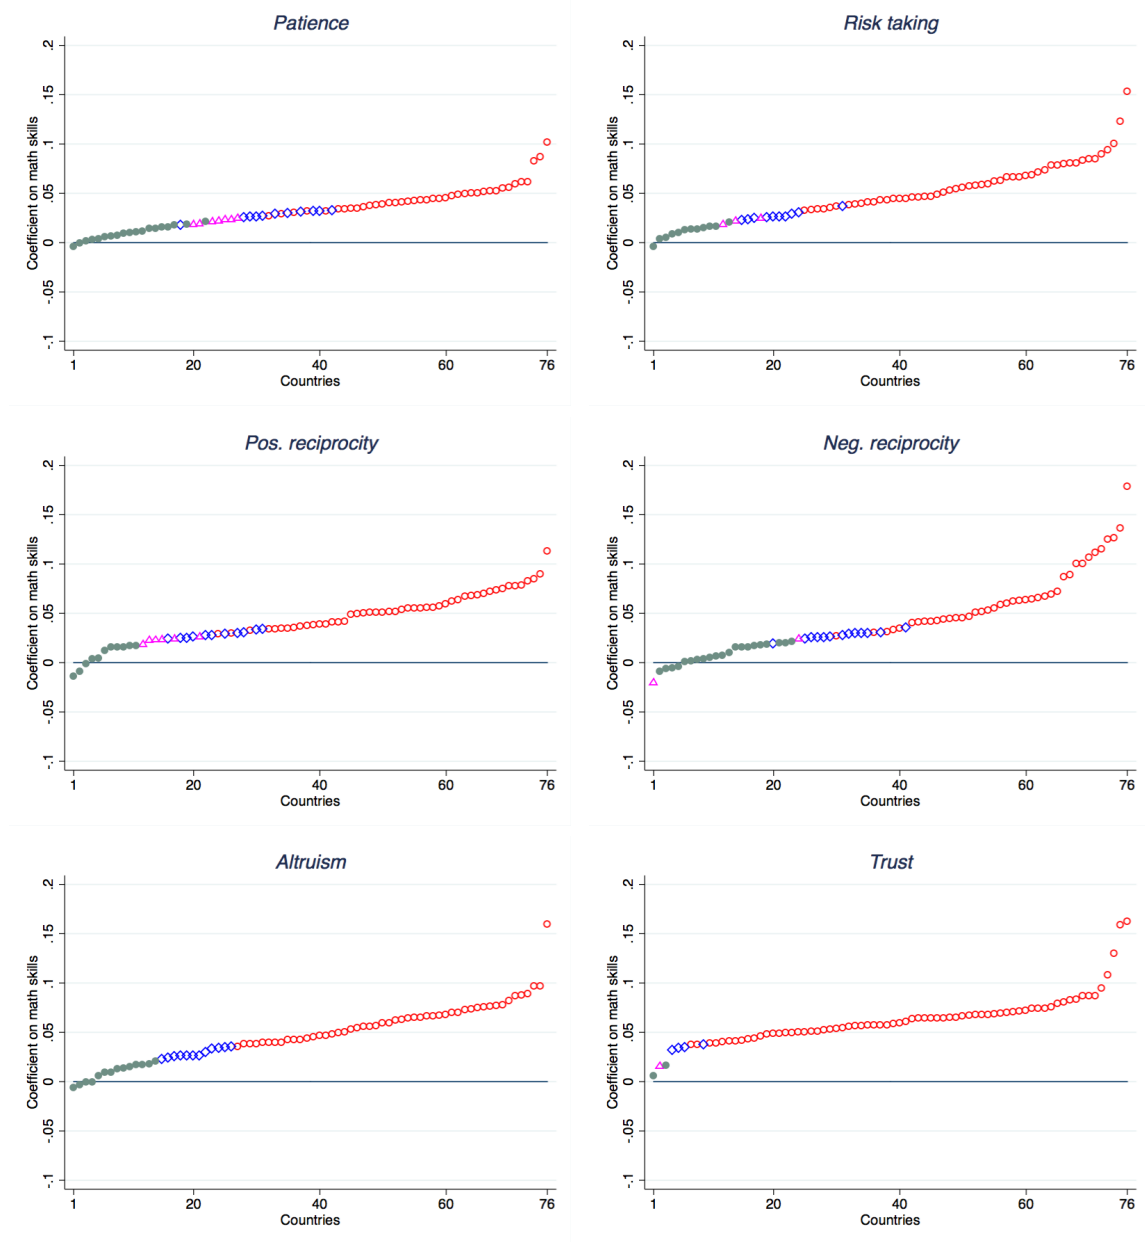 Patience
Coefficient on math skills
.2
.15
.1
.05
0
-.05
-.1
1 20 40 60 76
Countries
Risk taking
Coefficient on math skills
.2
.15
.1
.05
0
-.05
-.1
1 20 40 60 76
Countries
Pos. reciprocity
Coefficient on math skills
.2
.15
.1
.05
0
-.05
-.1
1 20 40 60 76
Countries
Neg. reciprocity
Coefficient on math skills
.2
.15
.1
.05
0
-.05
-.1
1 20 40 60 76
Countries
Altruism
Coefficient on math skills
.2
.15
.1
.05
0
-.05
-.1
1 20 40 60 76
Countries
Trust
Coefficient on math skills
.2
.15
.1
.05
0
-.05
-.1
1 20 40 60 76
Countries